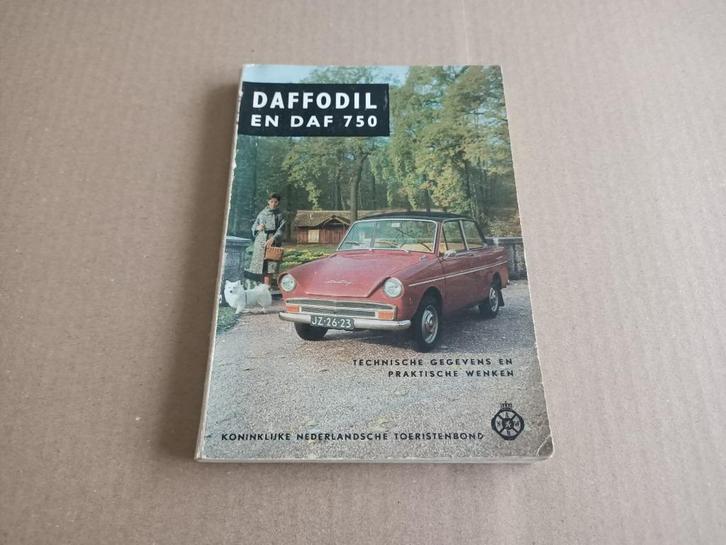 DAFFODIL
EN DAF 750
JZ-26-23
TECHNISCHE GEGEVENS EN
PRAKTISCHE WENKEN
KONINKLIJKE NEDERLANDSCHE TOERISTENBOND